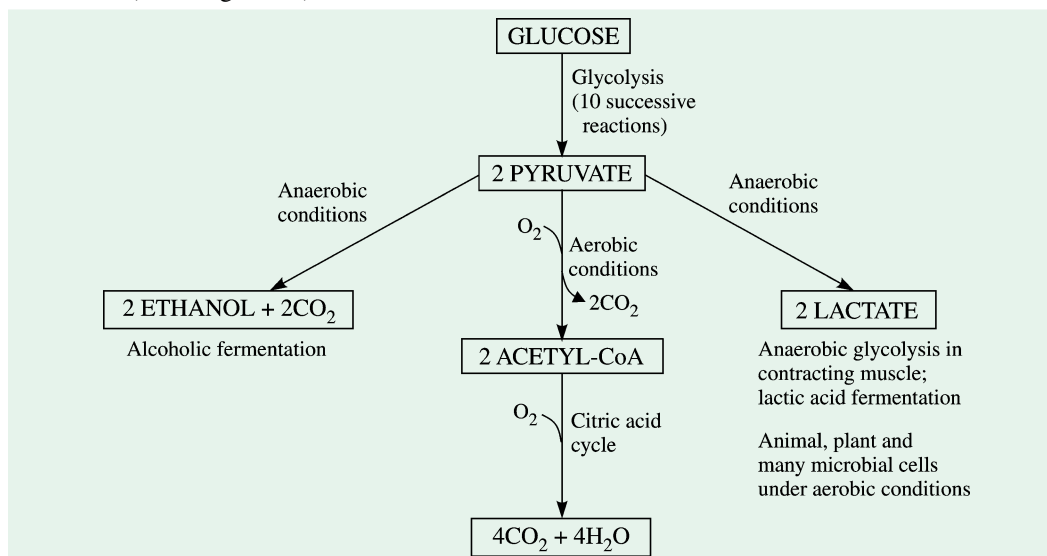 GLUCOSE
Glycolysis
(10 successive
reactions)
2 PYRUVATE
Anaerobic
conditions
Anaerobic
conditions
O2
Aerobic
conditions
2CO2
2 ETHANOL + 2CO2
Alcoholic fermentation
2 LACTATE
Anaerobic glycolysis in
contracting muscle;
lactic acid fermentation
Animal, plant and
many microbial cells
under aerobic conditions
2 ACETYL-CoA
O2
Citric acid
cycle
4CO2 + 4H2O